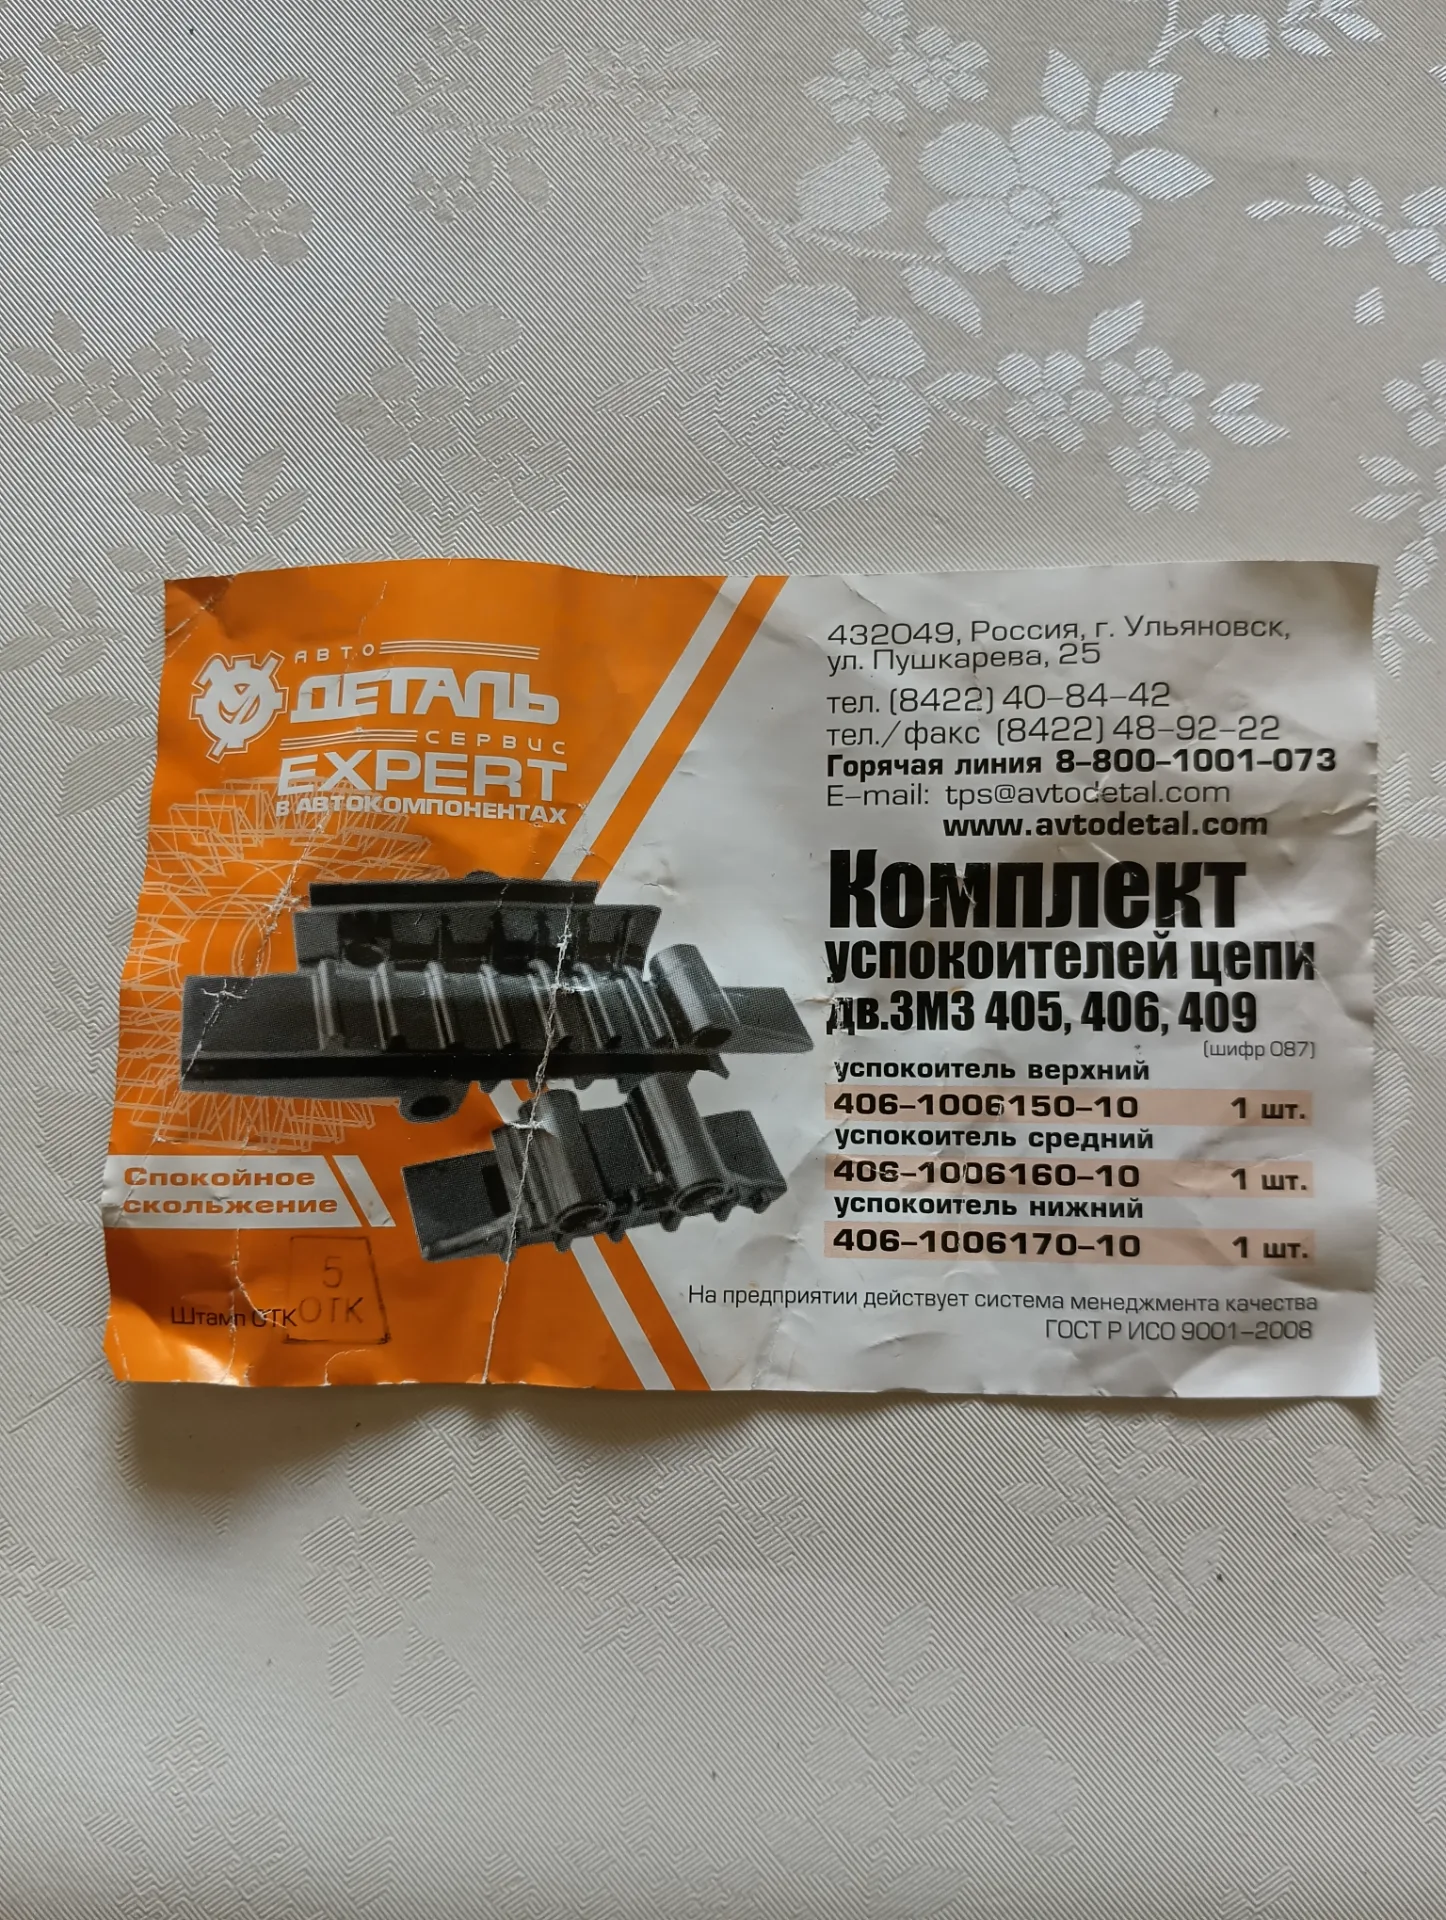 АВТО
ДЕТАЛЬ
СЕРВИС
EXPERT
В АВТОКОМПОНЕНТАХ
Спокойное
скольжение
5
ОТК
Штамп ОТК
432049, Россия, г. Ульяновск,
ул. Пушкарева, 25
тел. (8422) 40-84-42
тел./факс (8422) 48-92-22
Горячая линия 8-800-1001-073
E-mail: tps@avtodetal.com
www.avtodetal.com
Комплект
успокоителей цепи
дв.ЗМЗ 405, 406, 409
(шифр 087)
успокоитель верхний
406-1006150-10 1 шт.
успокоитель средний
406-1006160-10 1 шт.
успокоитель нижний
406-1006170-10 1 шт.
На предприятии действует система менеджмента качества
ГОСТ Р ИСО 9001-2008